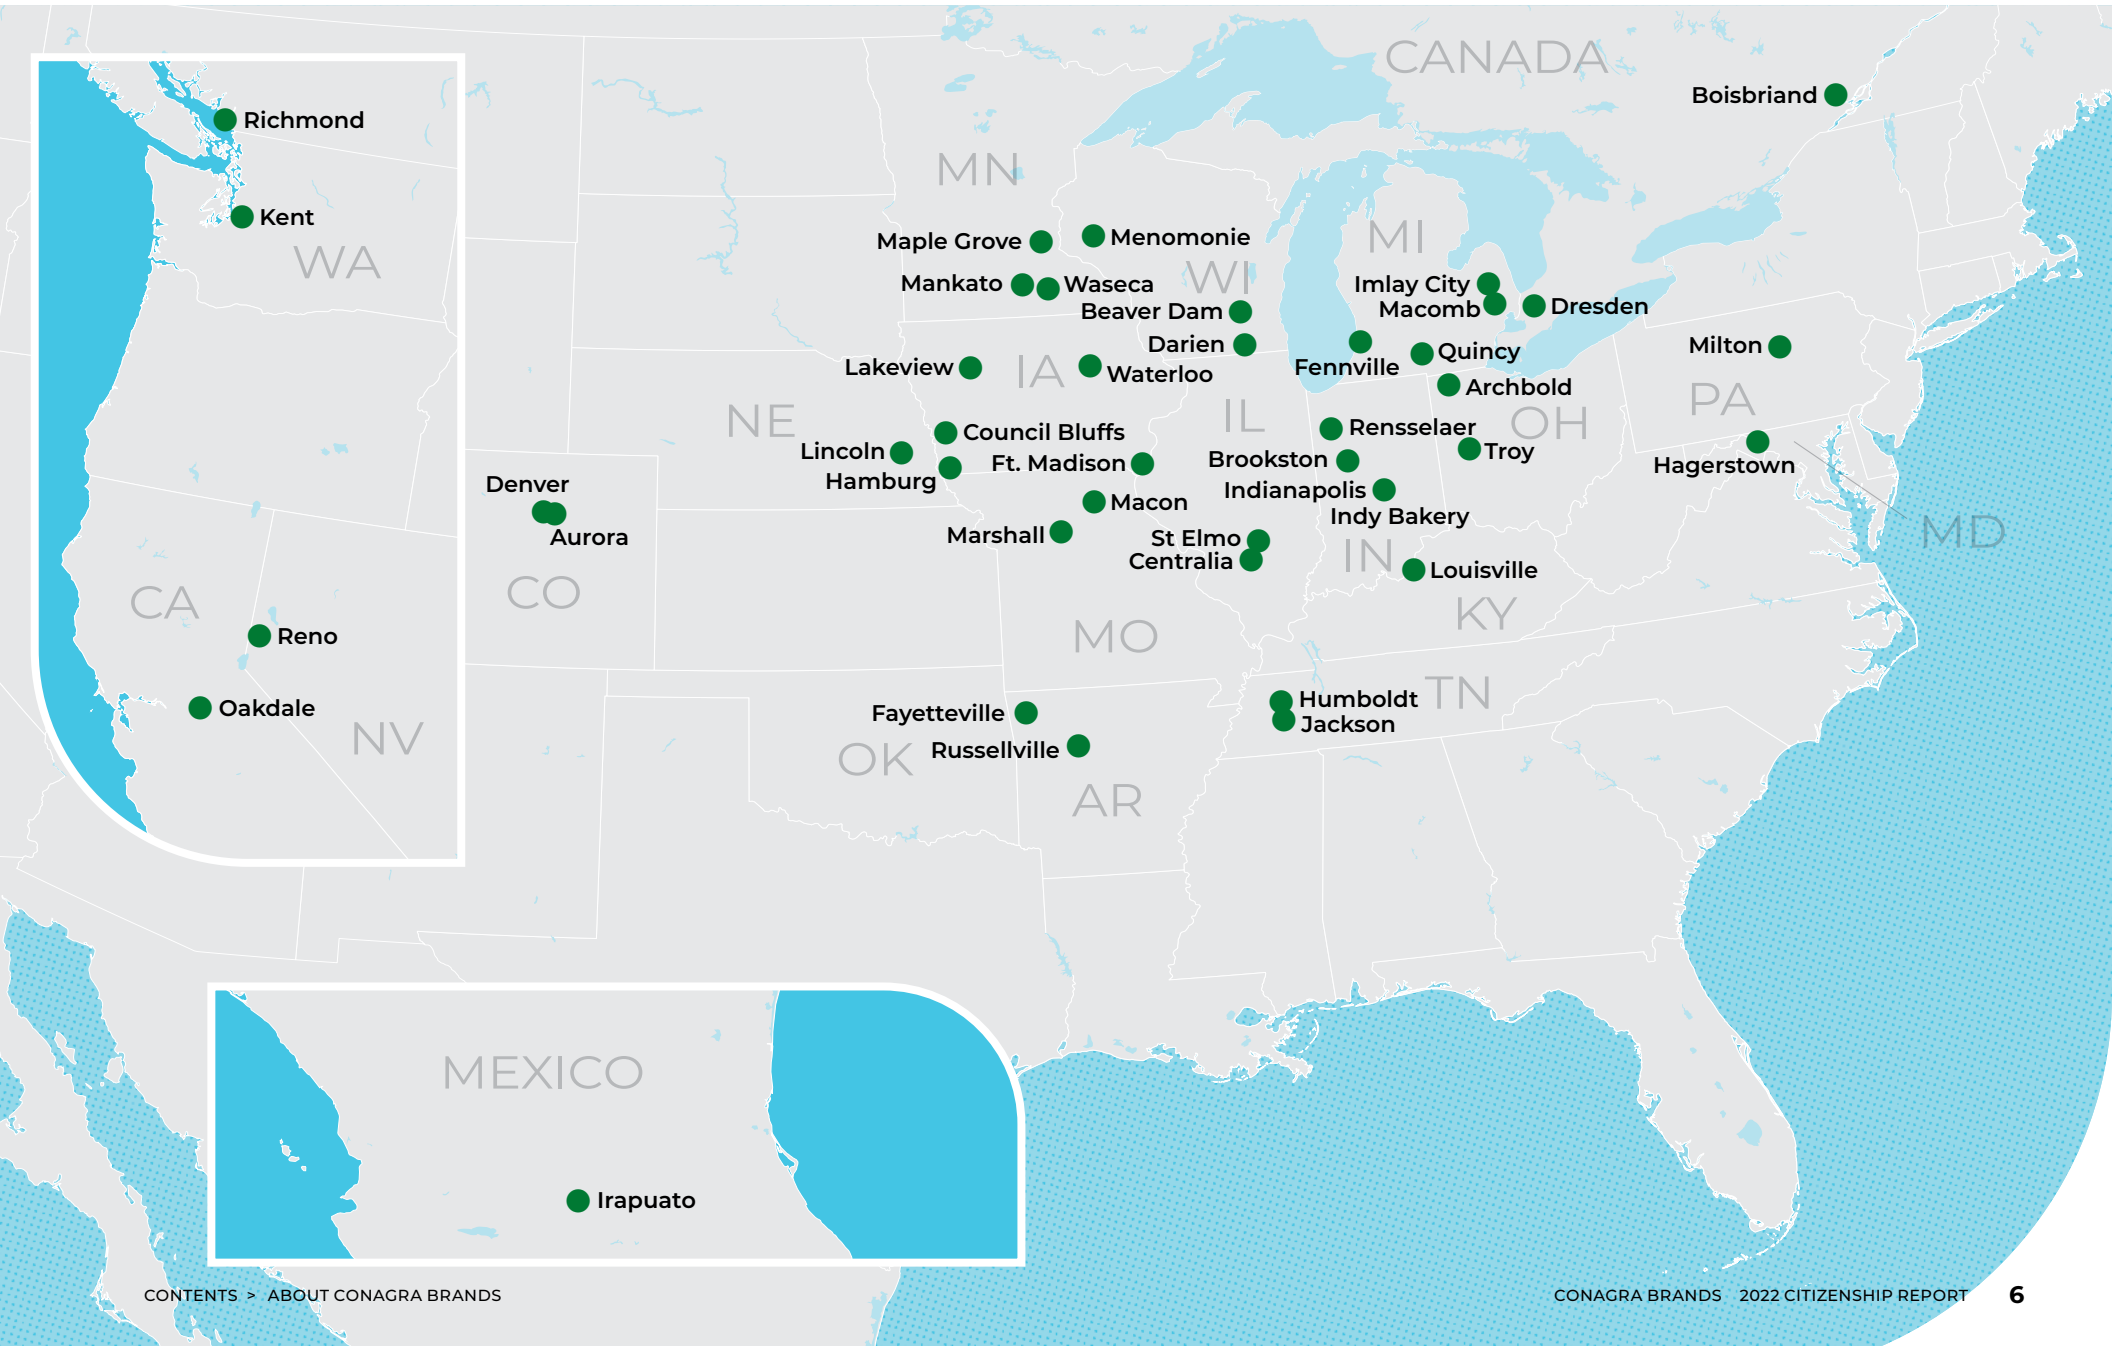 CANADA
Boisbriand
Richmond
Kent
WA
CA
Reno
Oakdale
NV
MN
Maple Grove
Menomonie
Mankato
Waseca
WI
Beaver Dam
Darien
MI
Imlay City
Macomb
Dresden
Fennville
Quincy
Archbold
Milton
PA
Lakeview
IA
Waterloo
NE
IL
OH
Council Bluffs
Lincoln
Hamburg
Ft. Madison
Rensselaer
Troy
Brookston
Indianapolis
Indy Bakery
Hagerstown
MD
Denver
Aurora
CO
Macon
Marshall
St Elmo
Centralia
IN
Louisville
KY
MO
Fayetteville
Humboldt
Jackson
TN
OK
Russellville
AR
MEXICO
Irapuato
CONTENTS > ABOUT CONAGRA BRANDS
CONAGRA BRANDS 2022 CITIZENSHIP REPORT 6